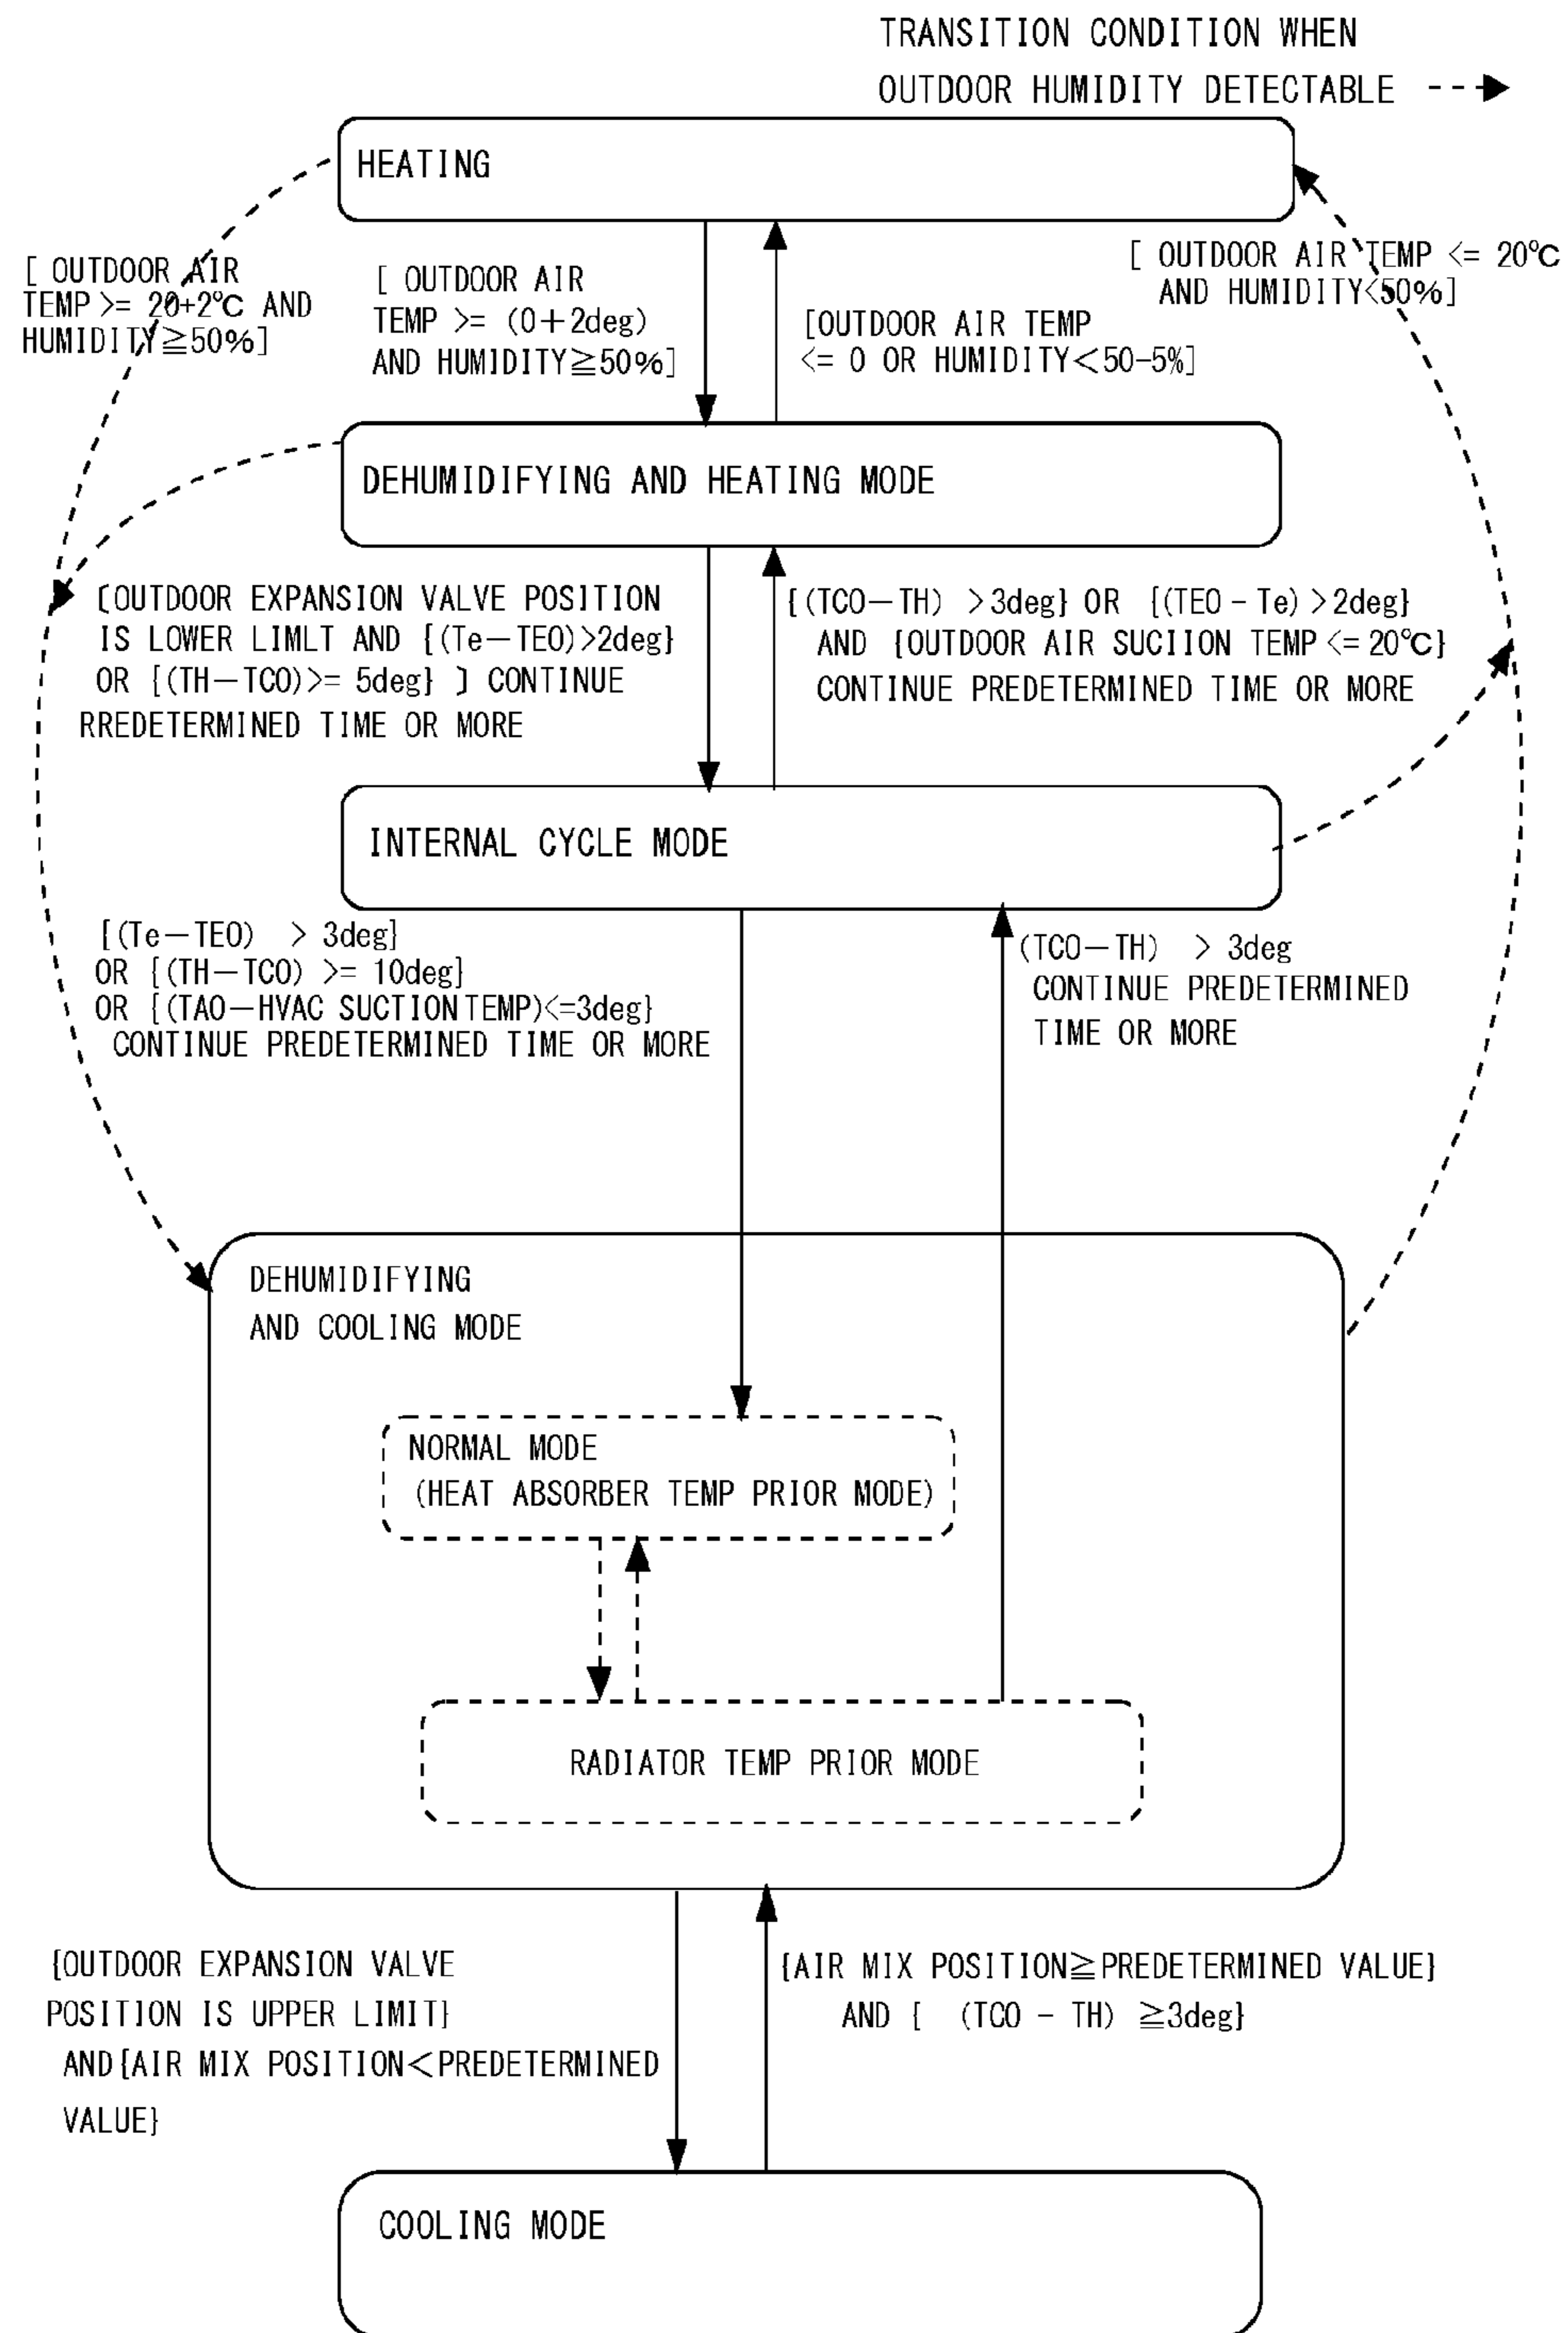 TRANSITION CONDITION WHEN
OUTDOOR HUMIDITY DETECTABLE
HEATING
[ OUTDOOR AIR
TEMP >= 20+2℃ AND
HUMIDITY≧50%]
[ OUTDOOR AIR
TEMP >= (0+2deg)
AND HUMIDITY≧50%]
[OUTDOOR AIR TEMP
<= 0 OR HUMIDITY<50-5%]
[ OUTDOOR AIR TEMP <= 20℃
AND HUMIDITY<50%]
DEHUMIDIFYING AND HEATING MODE
[OUTDOOR EXPANSION VALVE POSITION
IS LOWER LIMLT AND {(Te-TEO)>2deg}
OR {(TH-TCO)>= 5deg} ] CONTINUE
RREDETERMINED TIME OR MORE
{(TCO-TH) >3deg} OR {(TEO-Te)>2deg}
AND {OUTDOOR AIR SUCIION TEMP<=20℃}
CONTINUE PREDETERMINED TIME OR MORE
INTERNAL CYCLE MODE
{(Te-TEO) > 3deg}
OR {(TH-TCO) >= 10deg}
OR {(TAO-HVAC SUCTION TEMP)<=3deg}
CONTINUE PREDETERMINED TIME OR MORE
(TCO-TH) > 3deg
CONTINUE PREDETERMINED
TIME OR MORE
DEHUMIDIFYING
AND COOLING MODE
NORMAL MODE
(HEAT ABSORBER TEMP PRIOR MODE)
RADIATOR TEMP PRIOR MODE
{OUTDOOR EXPANSION VALVE
POSITION IS UPPER LIMIT}
AND{AIR MIX POSITION<PREDETERMINED
VALUE}
{AIR MIX POSITION≧PREDETERMINED VALUE}
AND { (TCO - TH) ≧3deg}
COOLING MODE